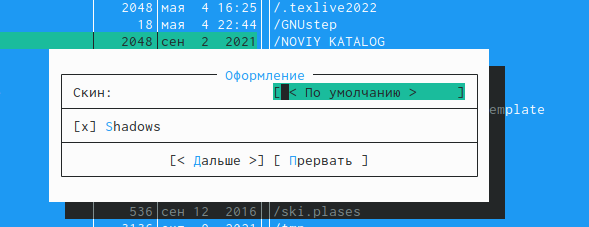 2048 мая 4 16:25 /.texlive2022
18 мая 4 22:44 /GNUstep
2048 сен 2 2021 /NOVIY KATALOG
Оформление
Скин: [ < По умолчанию > ]
emplate
[x] Shadows
[< Дальше >] [ Прервать ]
536 сен 12 2016 /ski.plases